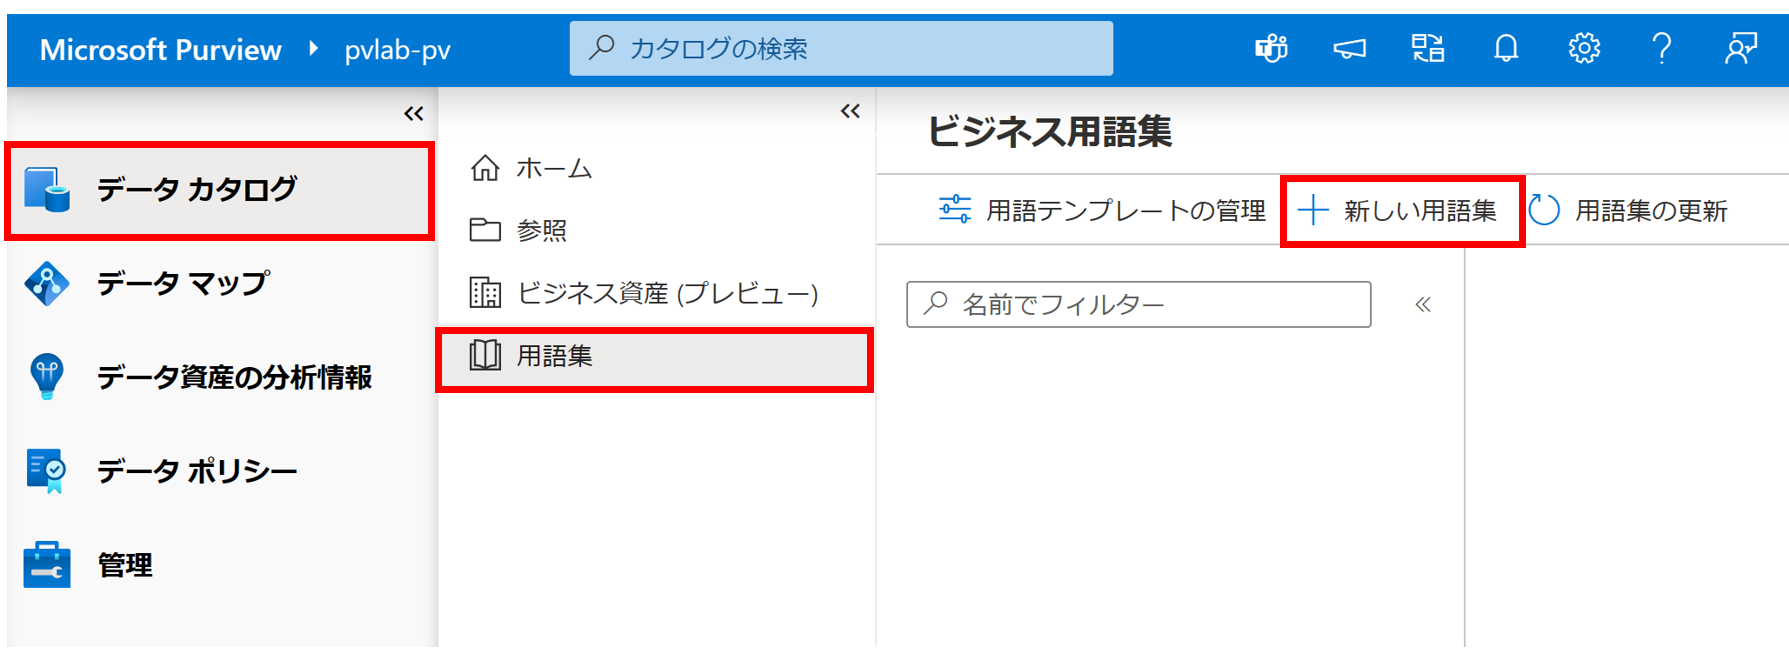 Microsoft Purview pvlab-pv
カタログの検索
データ カタログ
データ マップ
データ資産の分析情報
データ ポリシー
管理
ホーム
参照
ビジネス資産 (プレビュー)
用語集
ビジネス用語集
用語テンプレートの管理 新しい用語集 用語集の更新
名前でフィルター